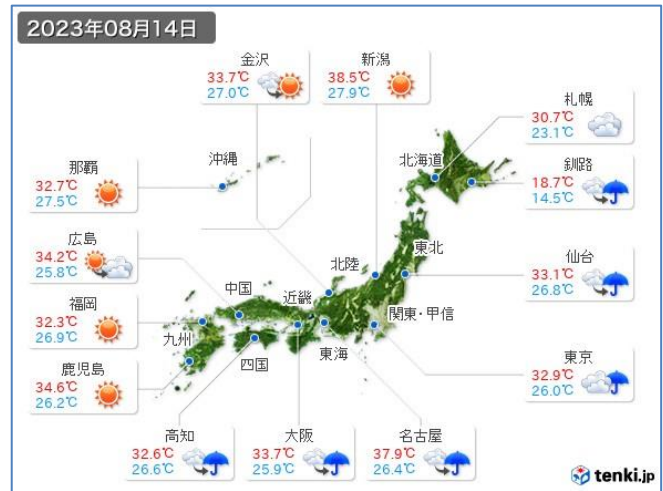 2023年08月14日
金沢
33.7℃
27.0℃
新潟
38.5℃
27.9℃
札幌
30.7℃
23.1℃
那覇
32.7℃
27.5℃
沖縄
北海道
釧路
18.7℃
14.5℃
広島
34.2℃
25.8℃
中国
近畿
北陸
東北
仙台
33.1℃
26.8℃
福岡
32.3℃
26.9℃
九州
四国
東海
関東・甲信
鹿児島
34.6℃
26.2℃
東京
32.9℃
26.0℃
高知
32.6℃
26.6℃
大阪
33.7℃
25.9℃
名古屋
37.9℃
26.4℃
tenki.jp